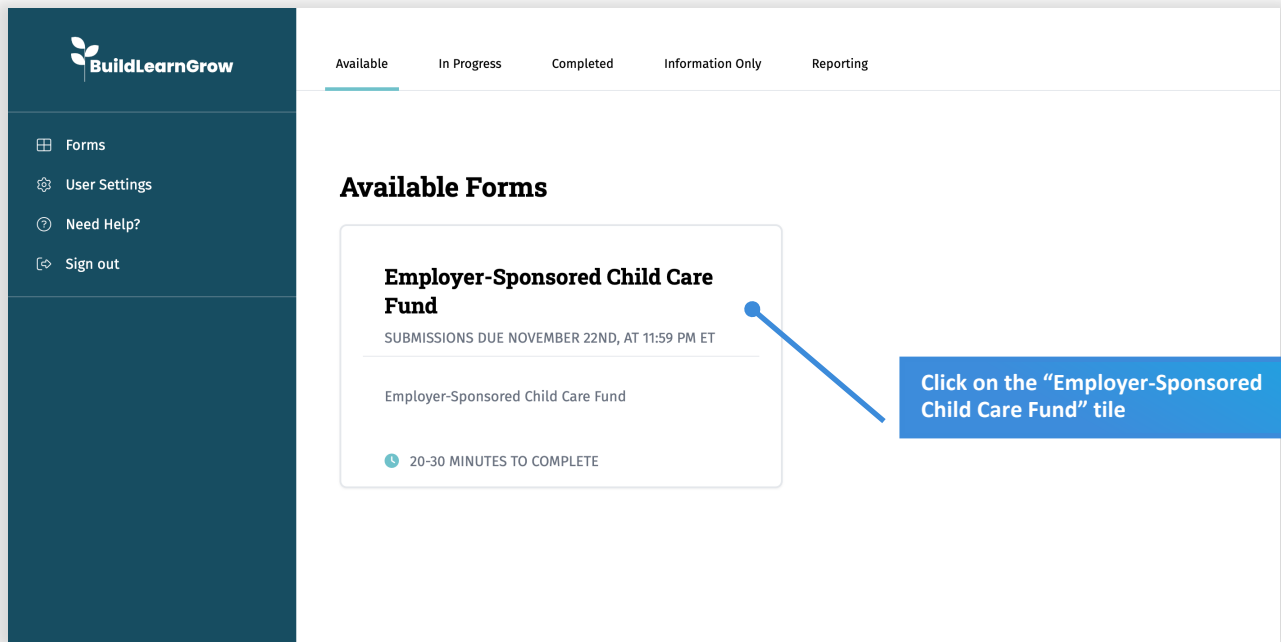 BuildLearnGrow
Forms
User Settings
Need Help?
Sign out
Available
In Progress
Completed
Information Only
Reporting
Available Forms
Employer-Sponsored Child Care
Fund
SUBMISSIONS DUE NOVEMBER 22ND, AT 11:59 PM ET
Employer-Sponsored Child Care Fund
20-30 MINUTES TO COMPLETE
Click on the “Employer-Sponsored
Child Care Fund” tile